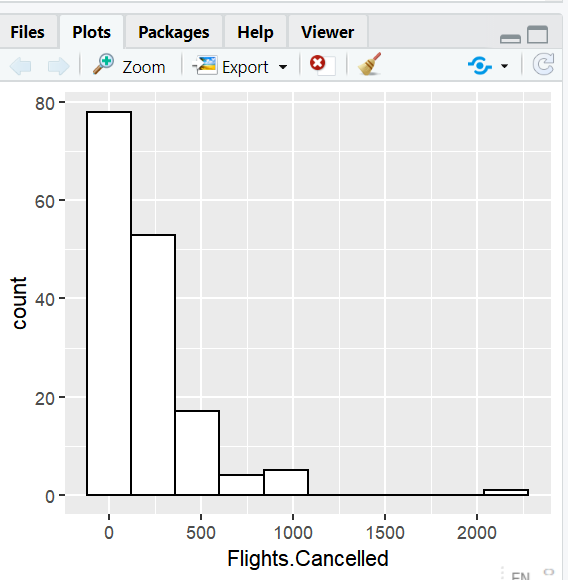 Files Plots Packages Help Viewer
Zoom Export
80
60
40
20
0
count
0 500 1000 1500 2000
Flights.Cancelled
EN